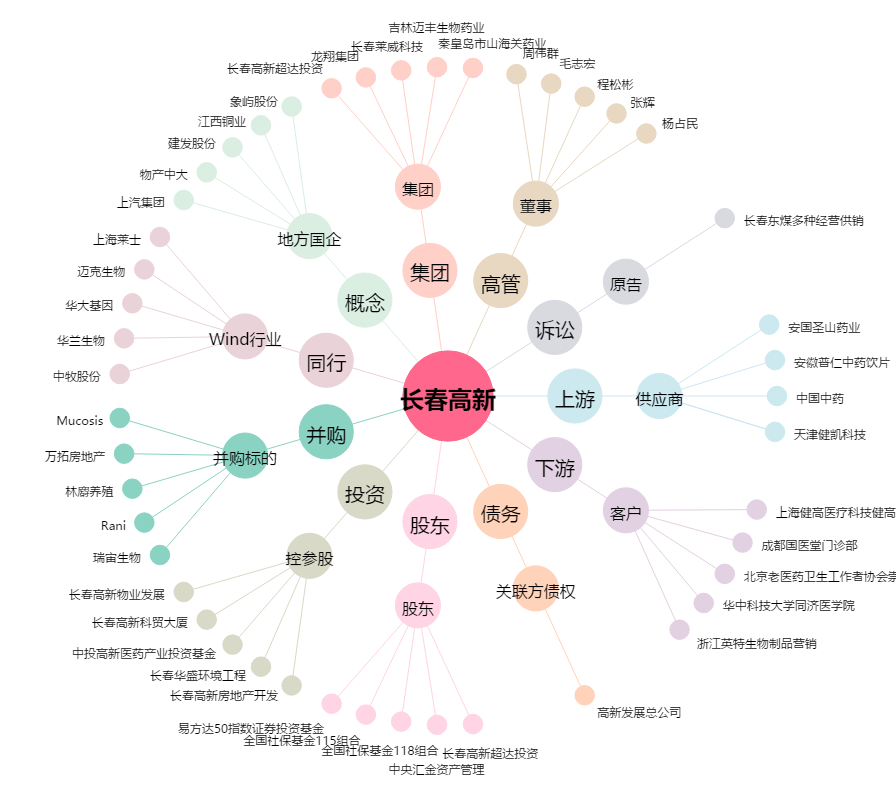 吉林迈丰生物药业
长春莱威科技
秦皇岛市山海关药业
龙翔集团
长春高新超达投资
周伟群
毛志宏
程松彬
张辉
杨占民
象屿股份
江西铜业
建发股份
物产中大
上汽集团
集团
董事
地方国企
集团
高管
概念
原告
长春东煤多种经营供销
诉讼
上海莱士
迈克生物
华大基因
华兰生物
中牧股份
Wind行业
同行
长春高新
上游
供应商
安国圣山药业
安徽普仁中药饮片
中国中药
天津健凯科技
Mucosis
万拓房地产
林麝养殖
Rani
瑞宙生物
并购标的
并购
下游
客户
上海健高医疗科技健高
成都国医堂门诊部
北京老医药卫生工作者协会崇
华中科技大学同济医学院
浙江英特生物制品营销
投资
股东
债务
控参股
长春高新物业发展
长春高新科贸大厦
中投高新医药产业投资基金
长春华盛环境工程
长春高新房地产开发
股东
关联方债权
高新发展总公司
易方达50指数证券投资基金
全国社保基金115组合
全国社保基金118组合
长春高新超达投资
中央汇金资产管理